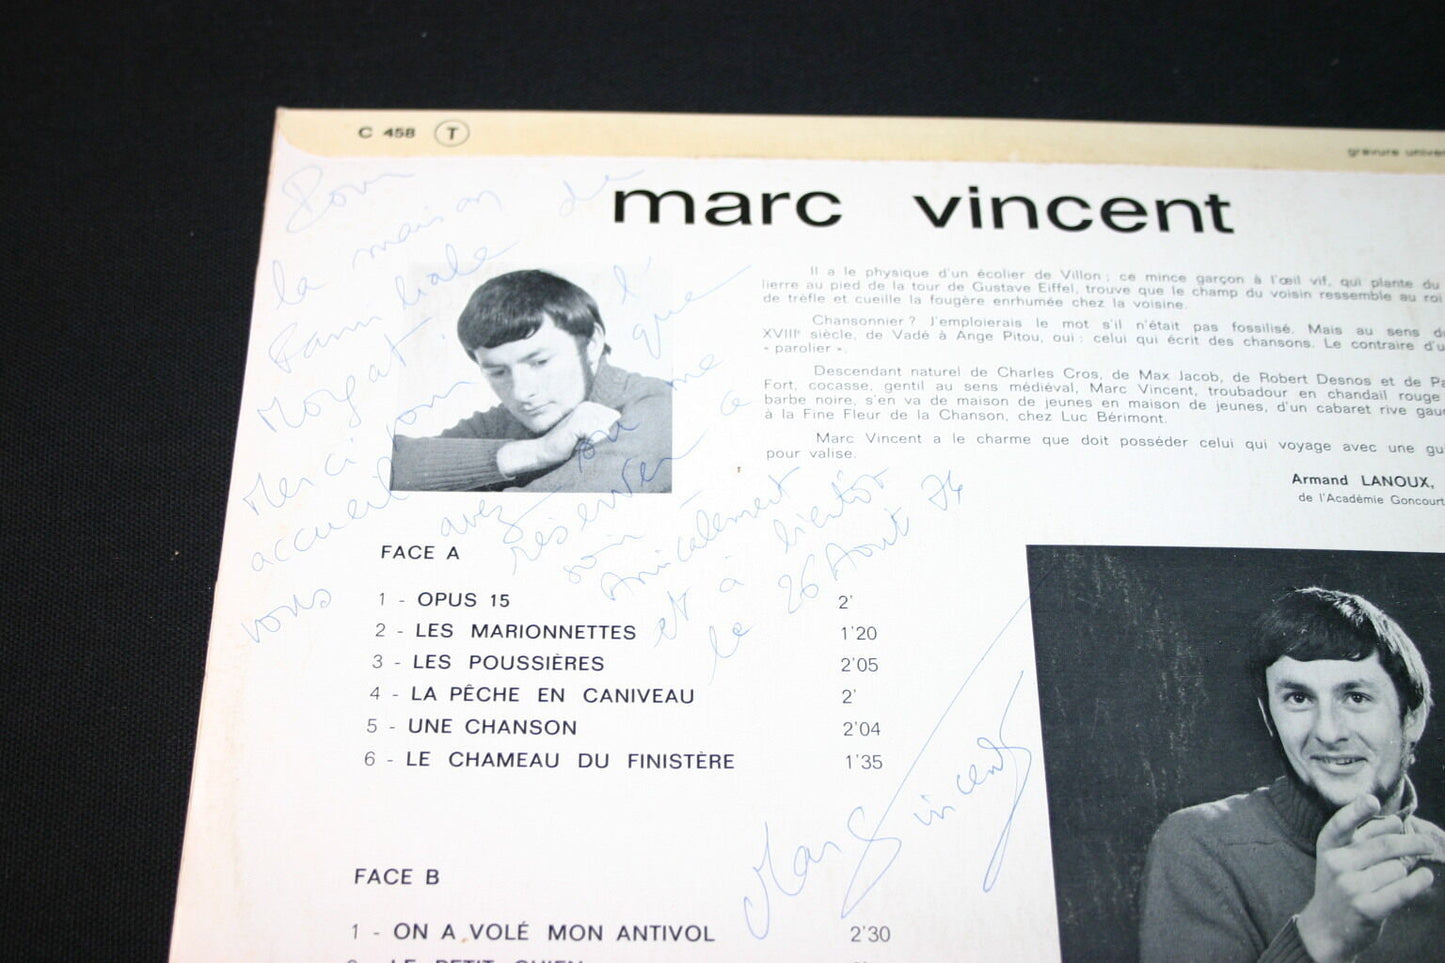 C 458 T
gravure univer
marc vincent
Il a le physique d'un écolier de Villon ; ce mince garçon à l'œil vif, qui plante du
lierre au pied de la tour de Gustave Eiffel, trouve que le champ du voisin ressemble au roi
de trèfle et cueille la fougère enrhumée chez la voisine.
Chansonnier ? J'emploierais le mot s'il n'était pas fossilisé. Mais au sens d
XVIIIe siècle, de Vadé à Ange Pitou, oui : celui qui écrit des chansons. Le contraire d'u
« parolier ».
Descendant naturel de Charles Cros, de Max Jacob, de Robert Desnos et de Pa
Fort, cocasse, gentil au sens médiéval, Marc Vincent, troubadour en chandail rouge
barbe noire, s'en va de maison de jeunes en maison de jeunes, d'un cabaret rive gau
à la Fine Fleur de la Chanson, chez Luc Bérimont.
Marc Vincent a le charme que doit posséder celui qui voyage avec une gu
pour valise.
Armand LANOUX,
de l'Académie Goncourt
Pour
la maison de
Familiale
Morgat.
Merci pour l'
accueil que
vous avez su me
réserver ce
soir
Amicalement
et à bientôt
le 26 Août 74
Marc Vincent
FACE A
1 - OPUS 15 2'
2 - LES MARIONNETTES 1'20
3 - LES POUSSIÈRES 2'05
4 - LA PÊCHE EN CANIVEAU 2'
5 - UNE CHANSON 2'04
6 - LE CHAMEAU DU FINISTÈRE 1'35
FACE B
1 - ON A VOLÉ MON ANTIVOL 2'30
LE PETIT CHIEN